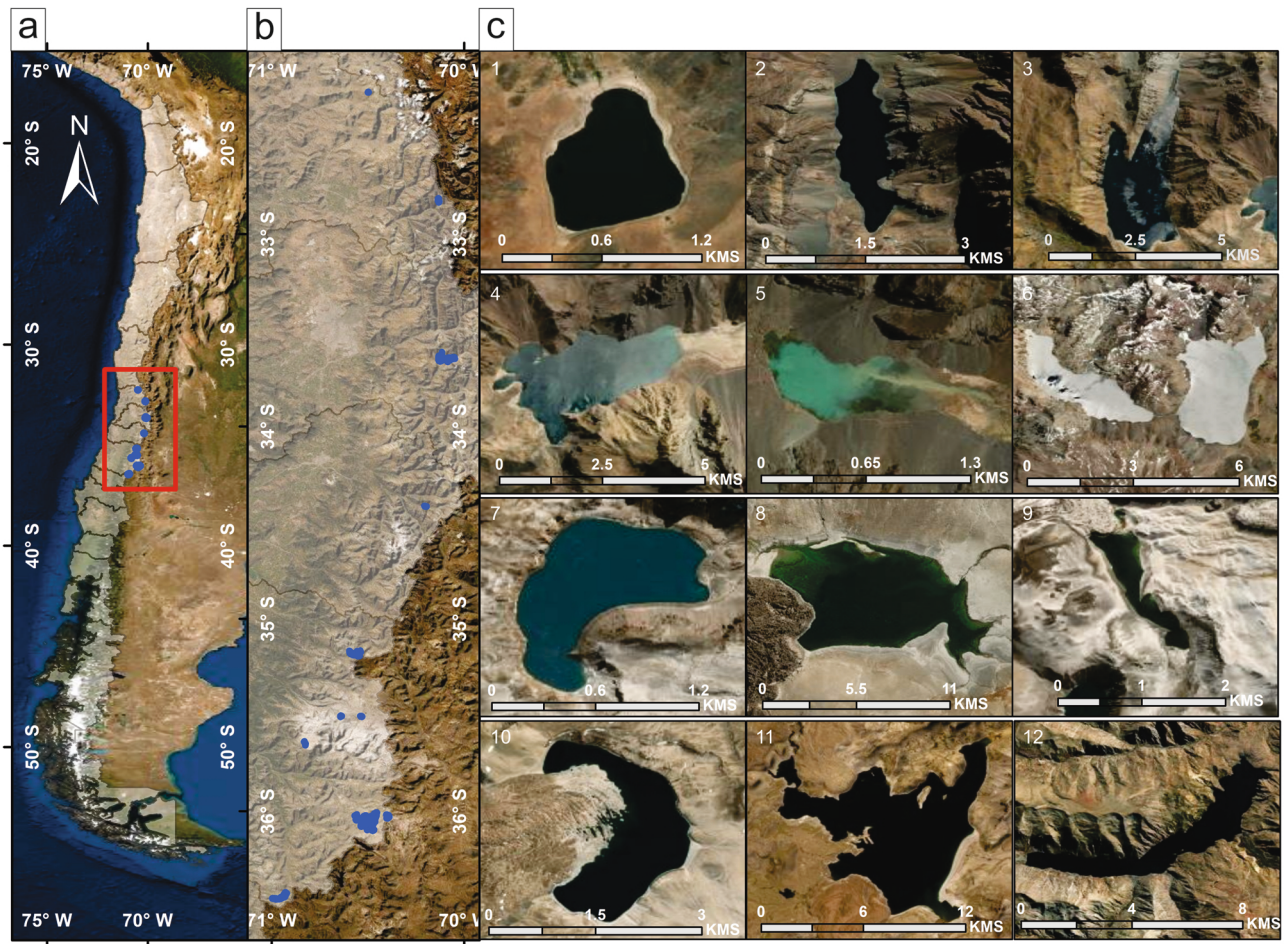 a
b
c
75° W
70° W
N
20° S
20° S
30° S
30° S
40° S
40° S
50° S
50° S
75° W
70° W
71° W
70° W
33° S
33° S
34° S
34° S
35° S
35° S
36° S
36° S
71° W
70° W
1
0 0.6 1.2
KMS
2
0 1.5 3
KMS
3
0 2.5 5
KMS
4
0 2.5 5
KMS
5
0 0.65 1.3
KMS
6
0 3 6
KMS
7
0 0.6 1.2
KMS
8
0 5.5 11
KMS
9
0 1 2
KMS
10
0 1.5 3
KMS
11
0 6 12
KMS
12
0 4 8
KMS